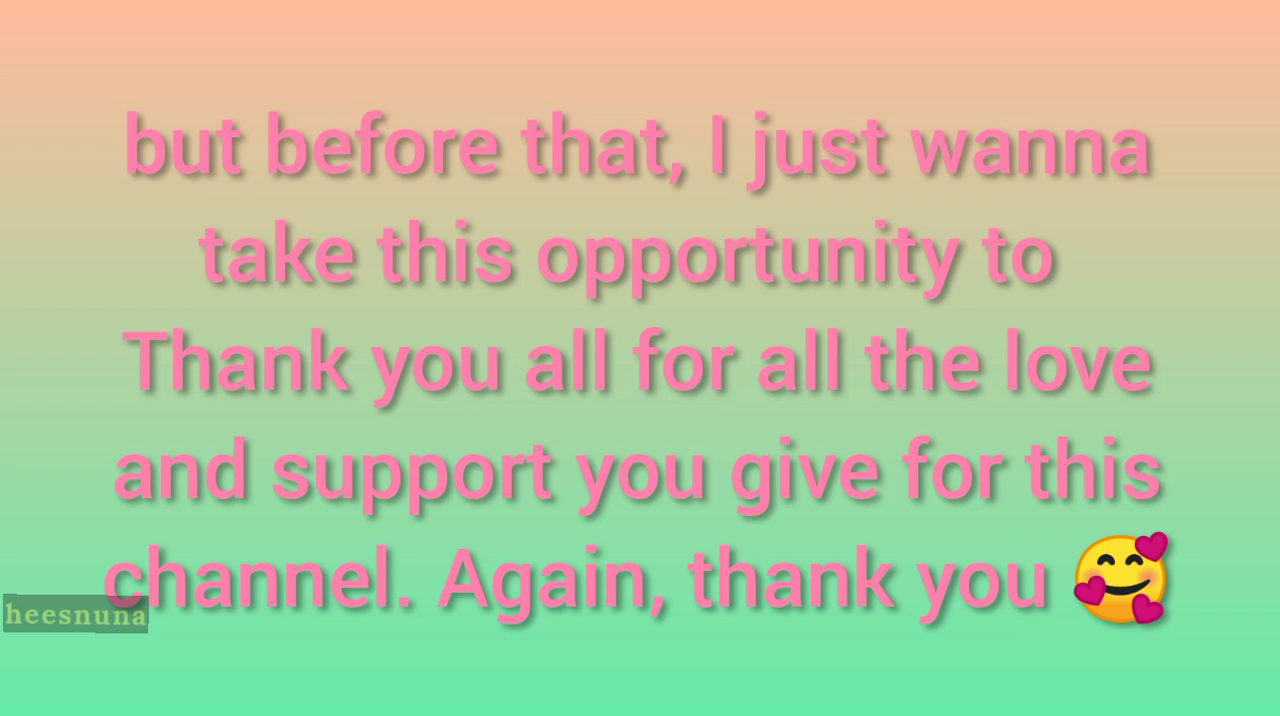 but before that, I just wanna
take this opportunity to
Thank you all for all the love
and support you give for this
channel. Again, thank you 🥰
heesnuna